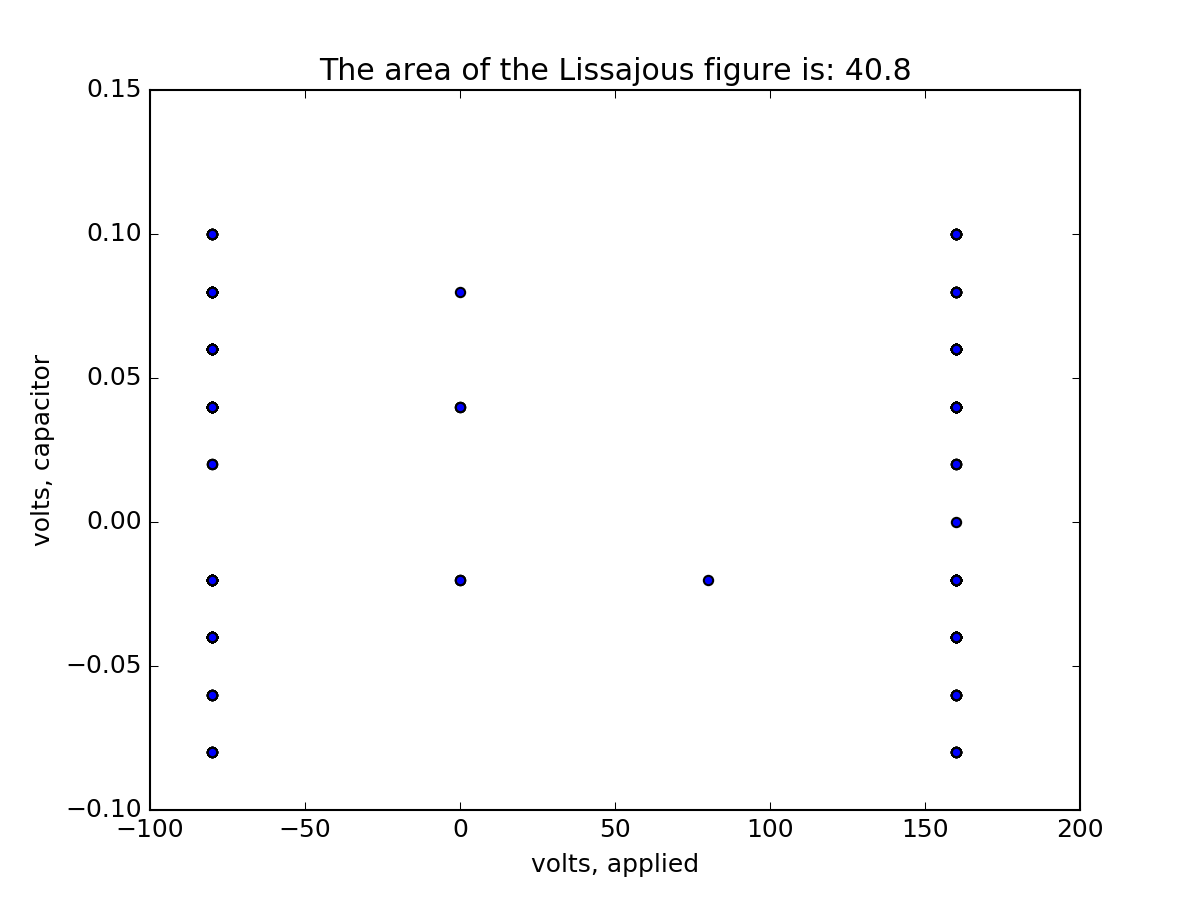 The area of the Lissajous figure is: 40.8
0.15
0.10
0.05
0.00
−0.05
−0.10
volts, capacitor
−100 −50 0 50 100 150 200
volts, applied